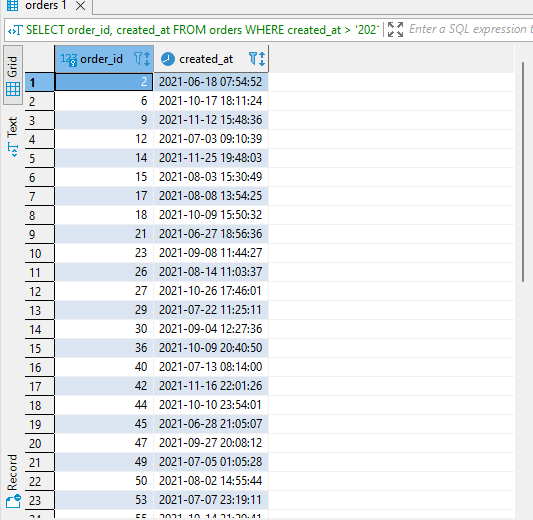 orders 1
SELECT order_id, created_at FROM orders WHERE created_at > '202
Enter a SQL expression t
Grid
Text
Record
123 order_id created_at
1 2 2021-06-18 07:54:52
2 6 2021-10-17 18:11:24
3 9 2021-11-12 15:48:36
4 12 2021-07-03 09:10:39
5 14 2021-11-25 19:48:03
6 15 2021-08-03 15:30:49
7 17 2021-08-08 13:54:25
8 18 2021-10-09 15:50:32
9 21 2021-06-27 18:56:36
10 23 2021-09-08 11:44:27
11 26 2021-08-14 11:03:37
12 27 2021-10-26 17:46:01
13 29 2021-07-22 11:25:11
14 30 2021-09-04 12:27:36
15 36 2021-10-09 20:40:50
16 40 2021-07-13 08:14:00
17 42 2021-11-16 22:01:26
18 44 2021-10-10 23:54:01
19 45 2021-06-28 21:05:07
20 47 2021-09-27 20:08:12
21 49 2021-07-05 01:05:28
22 50 2021-08-02 14:55:44
23 53 2021-07-07 23:19:11